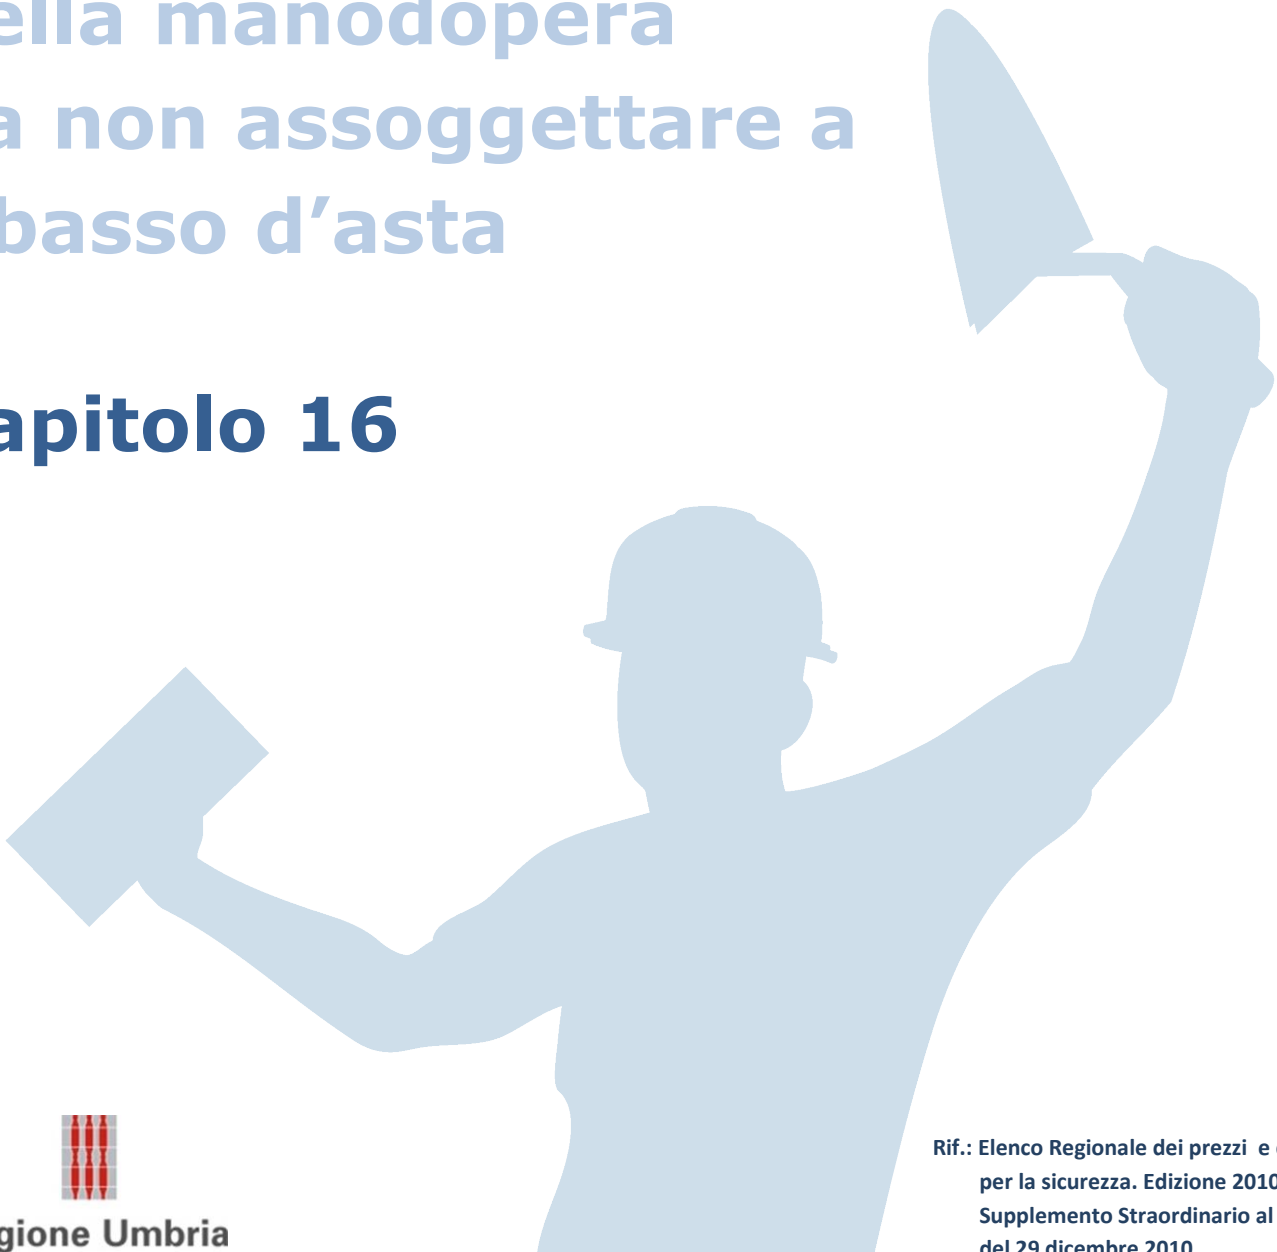 ella manodopera
a non assoggettare a
basso d’asta
apitolo 16
gione Umbria
Rif.: Elenco Regionale dei prezzi e
per la sicurezza. Edizione 2010
Supplemento Straordinario al
del 29 dicembre 2010